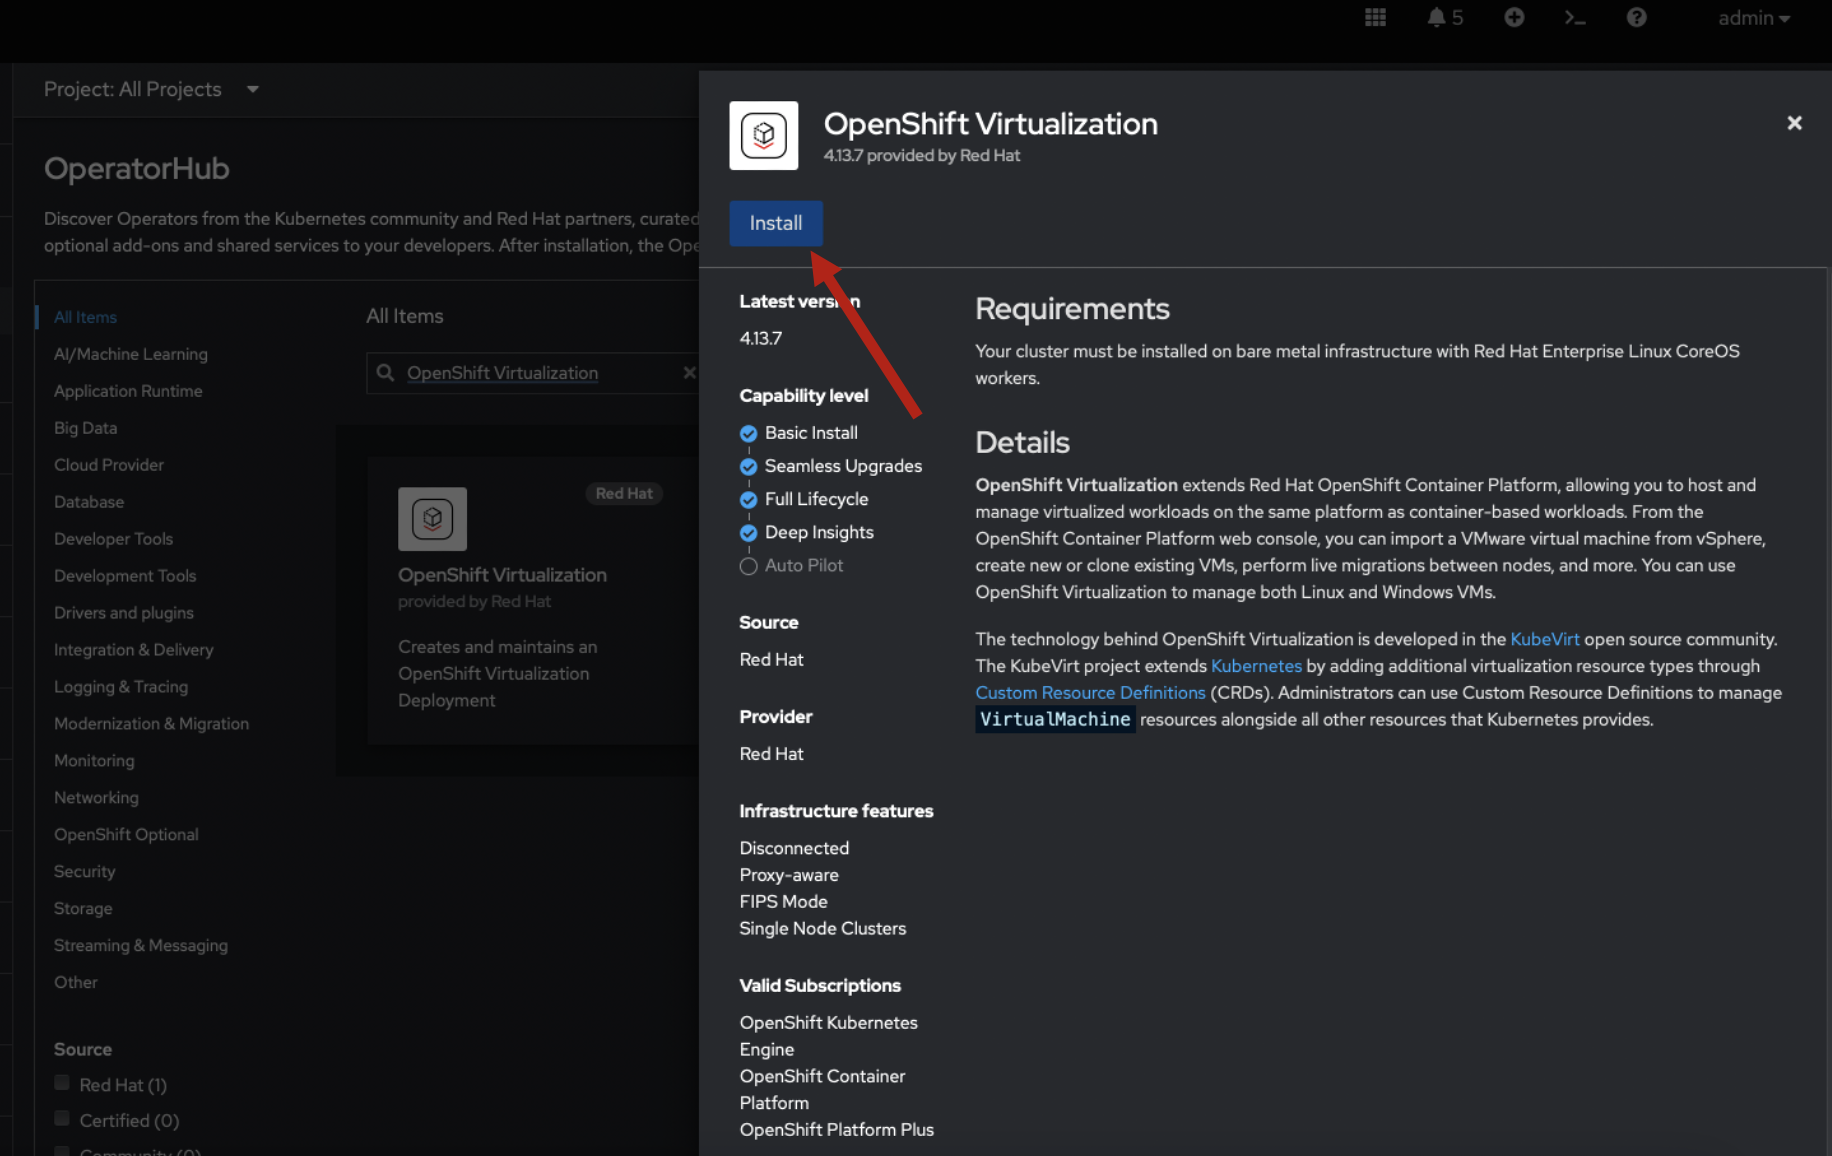 5
admin
Project: All Projects
OperatorHub
Discover Operators from the Kubernetes community and Red Hat partners, curated
optional add-ons and shared services to your developers. After installation, the Ope
All Items
AI/Machine Learning
Application Runtime
Big Data
Cloud Provider
Database
Developer Tools
Development Tools
Drivers and plugins
Integration & Delivery
Logging & Tracing
Modernization & Migration
Monitoring
Networking
OpenShift Optional
Security
Storage
Streaming & Messaging
Other
Source
Red Hat (1)
Certified (0)
Community (0)
All Items
OpenShift Virtualization
Red Hat
OpenShift Virtualization
provided by Red Hat
Creates and maintains an
OpenShift Virtualization
Deployment
OpenShift Virtualization
4.13.7 provided by Red Hat
Install
Latest version
4.13.7
Capability level
Basic Install
Seamless Upgrades
Full Lifecycle
Deep Insights
Auto Pilot
Source
Red Hat
Provider
Red Hat
Infrastructure features
Disconnected
Proxy-aware
FIPS Mode
Single Node Clusters
Valid Subscriptions
OpenShift Kubernetes
Engine
OpenShift Container
Platform
OpenShift Platform Plus
Requirements
Your cluster must be installed on bare metal infrastructure with Red Hat Enterprise Linux CoreOS
workers.
Details
OpenShift Virtualization extends Red Hat OpenShift Container Platform, allowing you to host and
manage virtualized workloads on the same platform as container-based workloads. From the
OpenShift Container Platform web console, you can import a VMware virtual machine from vSphere,
create new or clone existing VMs, perform live migrations between nodes, and more. You can use
OpenShift Virtualization to manage both Linux and Windows VMs.
The technology behind OpenShift Virtualization is developed in the KubeVirt open source community.
The KubeVirt project extends Kubernetes by adding additional virtualization resource types through
Custom Resource Definitions (CRDs). Administrators can use Custom Resource Definitions to manage
VirtualMachine resources alongside all other resources that Kubernetes provides.